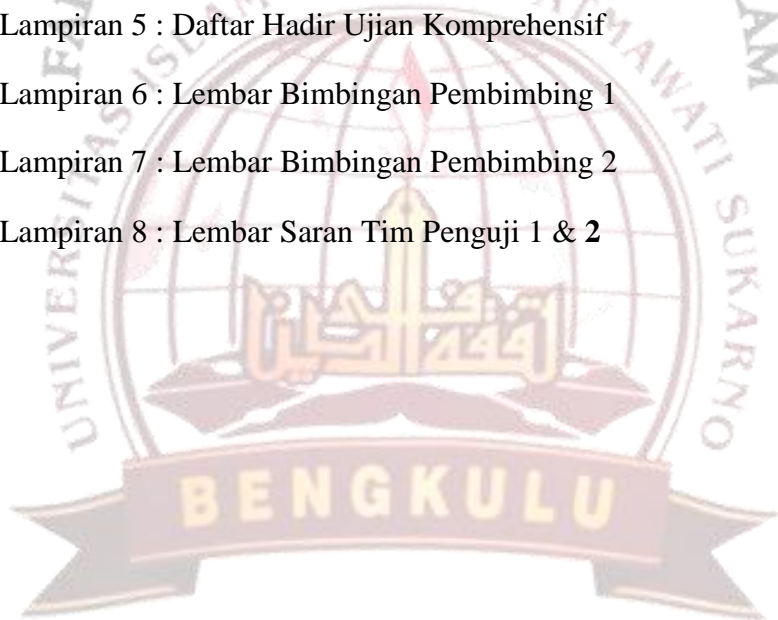 Lampiran 5 : Daftar Hadir Ujian Komprehensif
Lampiran 6 : Lembar Bimbingan Pembimbing 1
Lampiran 7 : Lembar Bimbingan Pembimbing 2
Lampiran 8 : Lembar Saran Tim Penguji 1 & 2
SUKARNO
BENGKULU